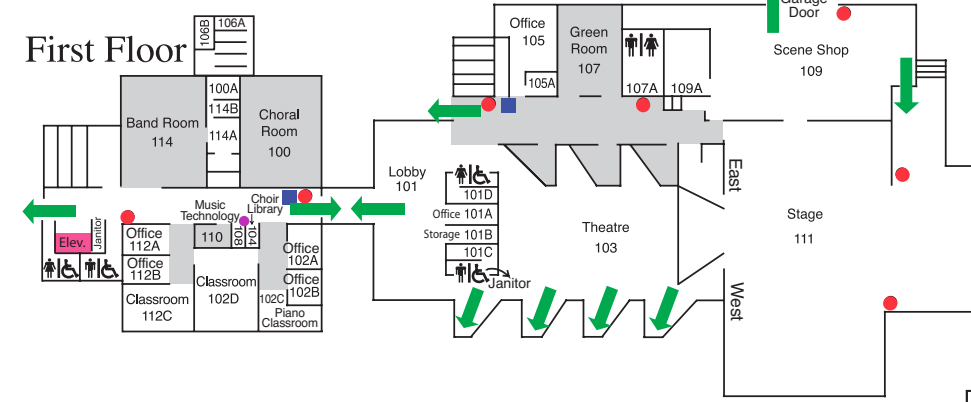 First Floor
106B
106A
100A
114B
114A
Band Room
114
Choral
Room
100
Office
105
105A
Green
Room
107
107A
109A
Garage
Door
Scene Shop
109
Lobby
101
Choir
Library
Music
Technology
110
108
104
Janitor
Elev.
Office
112A
Office
112B
Classroom
112C
Classroom
102D
Office
102A
Office
102B
102C
Piano
Classroom
101D
Office 101A
Storage 101B
101C
Janitor
Theatre
103
East
West
Stage
111